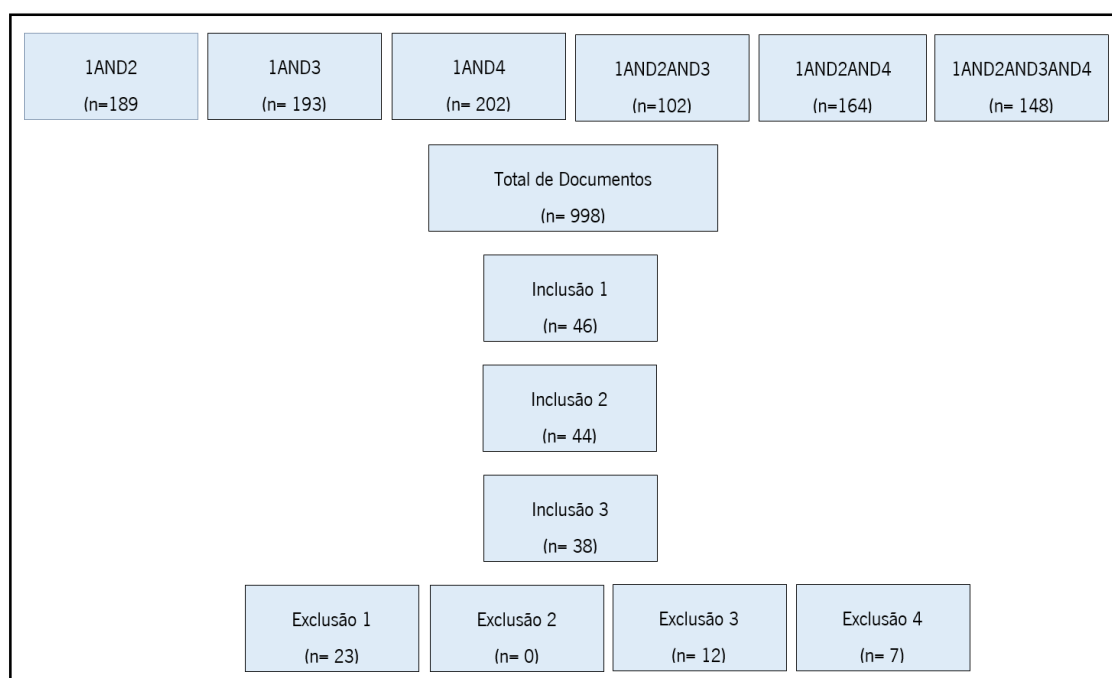 1AND2
(n=189
1AND3
(n= 193)
1AND4
(n= 202)
1AND2AND3
(n=102)
1AND2AND4
(n=164)
1AND2AND3AND4
(n= 148)
Total de Documentos
(n= 998)
Inclusão 1
(n= 46)
Inclusão 2
(n= 44)
Inclusão 3
(n= 38)
Exclusão 1
(n= 23)
Exclusão 2
(n= 0)
Exclusão 3
(n= 12)
Exclusão 4
(n= 7)